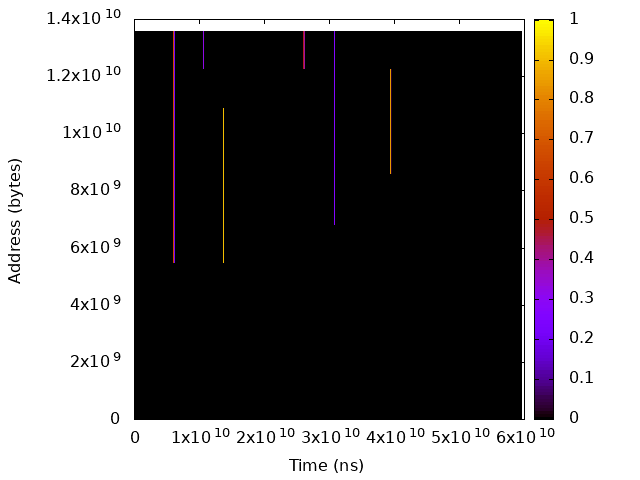 1.4x10 10
1.2x10 10
1x10 10
8x10 9
6x10 9
4x10 9
2x10 9
0
Address (bytes)
0 1x10 10 2x10 10 3x10 10 4x10 10 5x10 10 6x10 10
Time (ns)
1
0.9
0.8
0.7
0.6
0.5
0.4
0.3
0.2
0.1
0